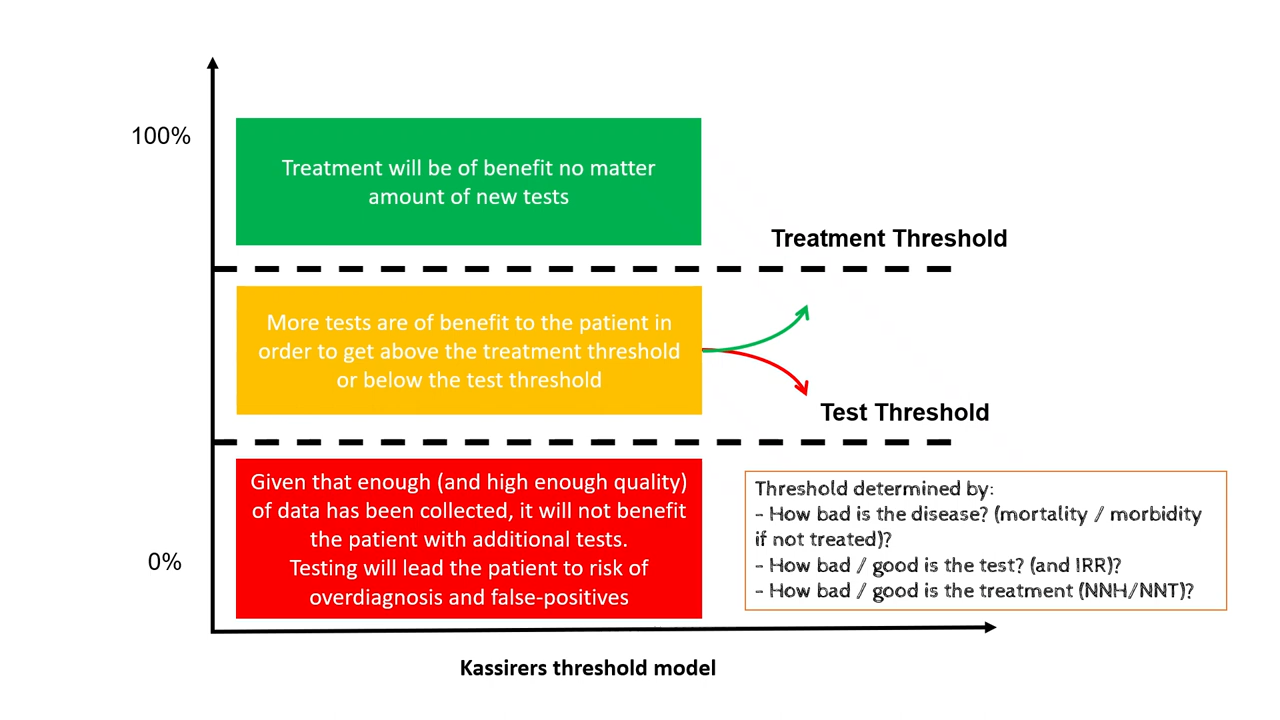 100%
Treatment will be of benefit no matter
amount of new tests
Treatment Threshold
More tests are of benefit to the patient in
order to get above the treatment threshold
or below the test threshold
Test Threshold
Given that enough (and high enough quality)
of data has been collected, it will not benefit
the patient with additional tests.
Testing will lead the patient to risk of
overdiagnosis and false-positives
0%
Threshold determined by:
- How bad is the disease? (mortality / morbidity
if not treated)?
- How bad / good is the test? (and IRR)?
- How bad / good is the treatment (NNH/NNT)?
Kassirers threshold model